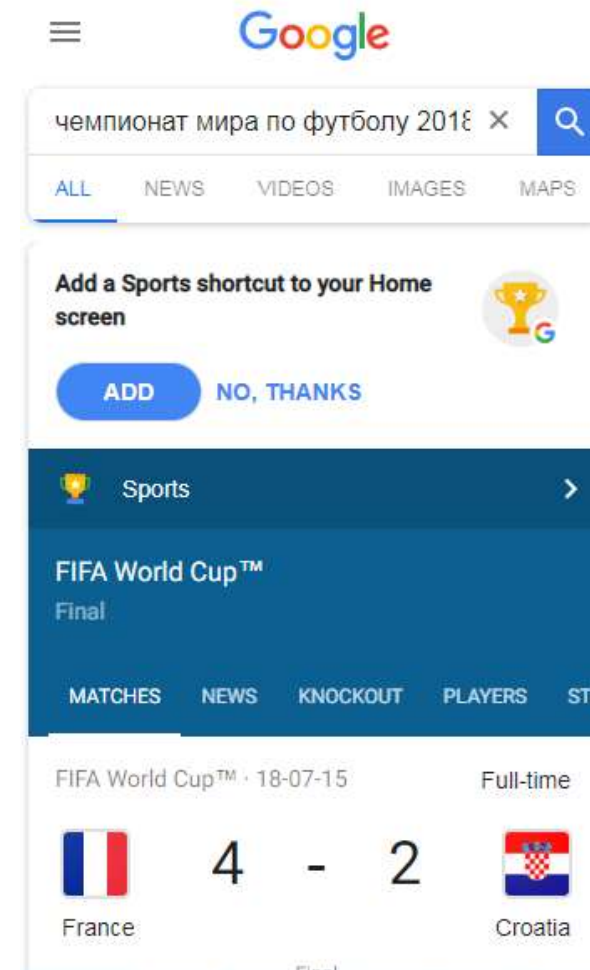 Google
чемпионат мира по футболу 2018
ALL NEWS VIDEOS IMAGES MAPS
Add a Sports shortcut to your Home
screen
G
ADD NO, THANKS
Sports
FIFA World Cup™
Final
MATCHES NEWS KNOCKOUT PLAYERS ST
FIFA World Cup™ · 18-07-15 Full-time
4 - 2
France Croatia
Final